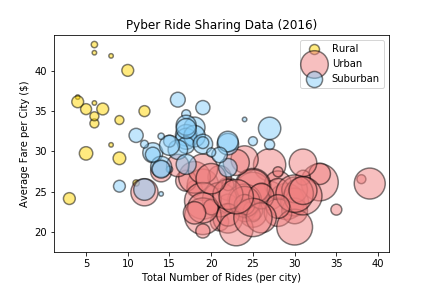 Pyber Ride Sharing Data (2016)
Rural
Urban
Suburban
40
35
30
25
20
Average Fare per City ($)
5
10
15
20
25
30
35
40
Total Number of Rides (per city)